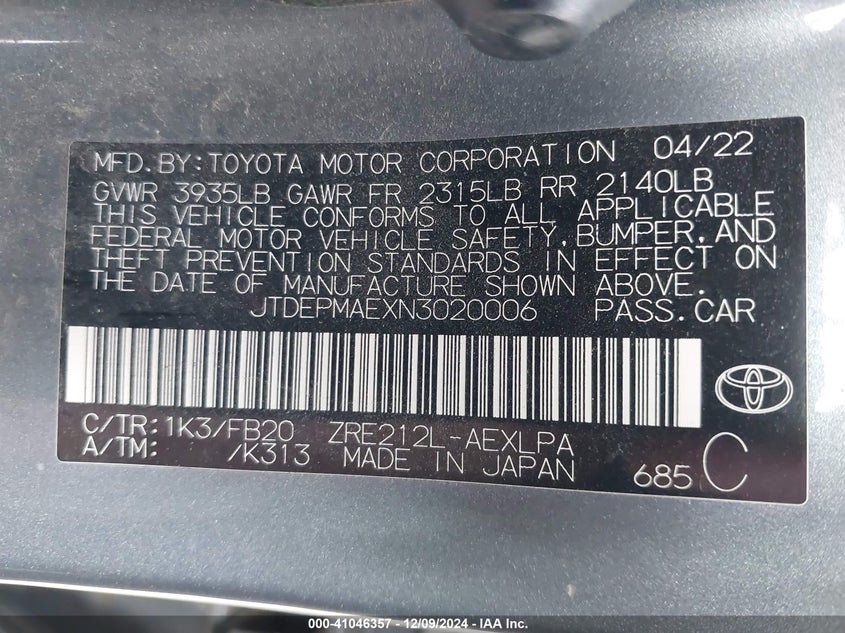 MFD.BY:TOYOTA MOTOR CORPORATION 04/22
GVWR 3935LB GAWR FR 2315LB RR 2140LB
THIS VEHICLE CONFORMS TO ALL APPLICABLE
FEDERAL MOTOR VEHICLE SAFETY,BUMPER,AND
THEFT PREVENTION STANDARDS IN EFFECT ON
THE DATE OF MANUFACTURE SHOWN ABOVE.
JTDEPMAEXN3020006 PASS.CAR
C/TR:1K3/FB20 ZRE212L-AEXLPA
A/TM: /K313 MADE IN JAPAN 685 C
000-41046357 - 12/09/2024 - IAA Inc.